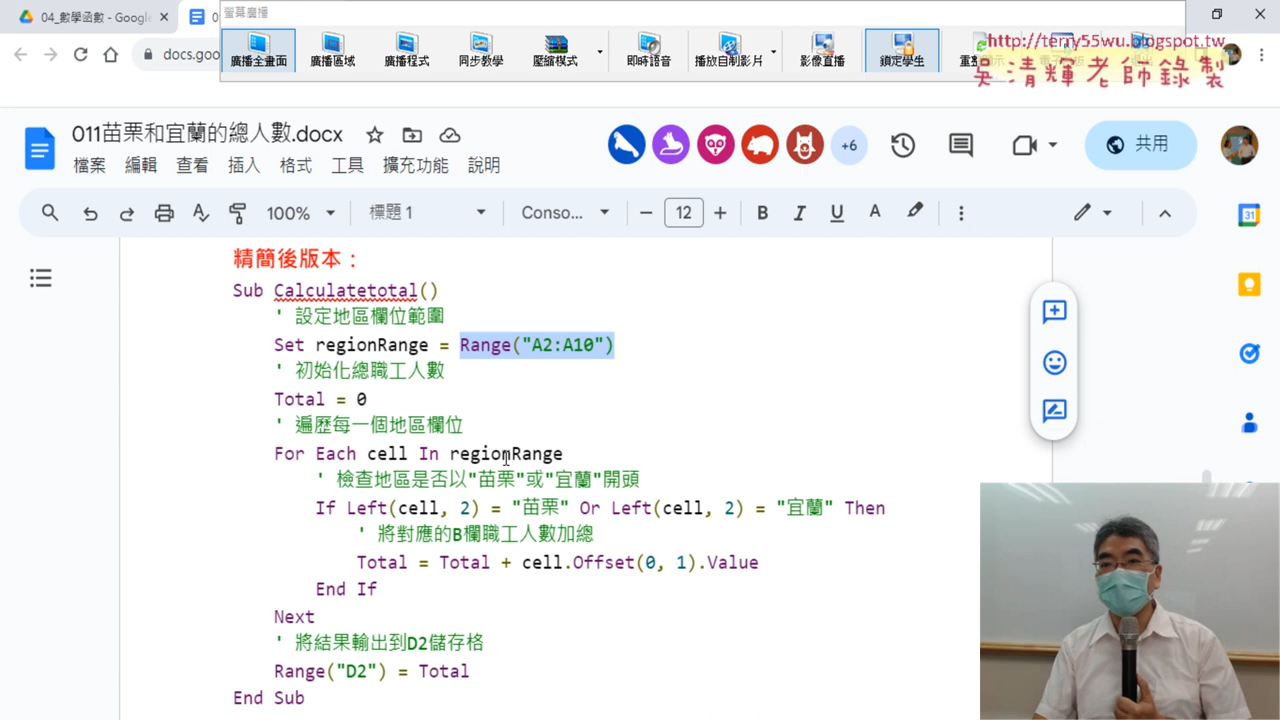 04_數學函數 - Google
螢幕廣播
廣播全畫面
廣播區域
廣播程式
同步教學
壓縮模式
即時語音
播放自制影片
影像直播
鎖定學生
http://terry55wu.blogspot.tw
吳清輝老師錄製
docs.goo
011苗栗和宜蘭的總人數.docx
+6
共用
檔案 編輯 查看 插入 格式 工具 擴充功能 說明
100% 標題 1 Conso... 12 B I U A
31
精簡後版本：
Sub Calculatetotal()
' 設定地區欄位範圍
Set regionRange = Range("A2:A10")
' 初始化總職工人數
Total = 0
' 遍歷每一個地區欄位
For Each cell In regionRange
' 檢查地區是否以"苗栗"或"宜蘭"開頭
If Left(cell, 2) = "苗栗" Or Left(cell, 2) = "宜蘭" Then
' 將對應的B欄職工人數加總
Total = Total + cell.Offset(0, 1).Value
End If
Next
' 將結果輸出到D2儲存格
Range("D2") = Total
End Sub